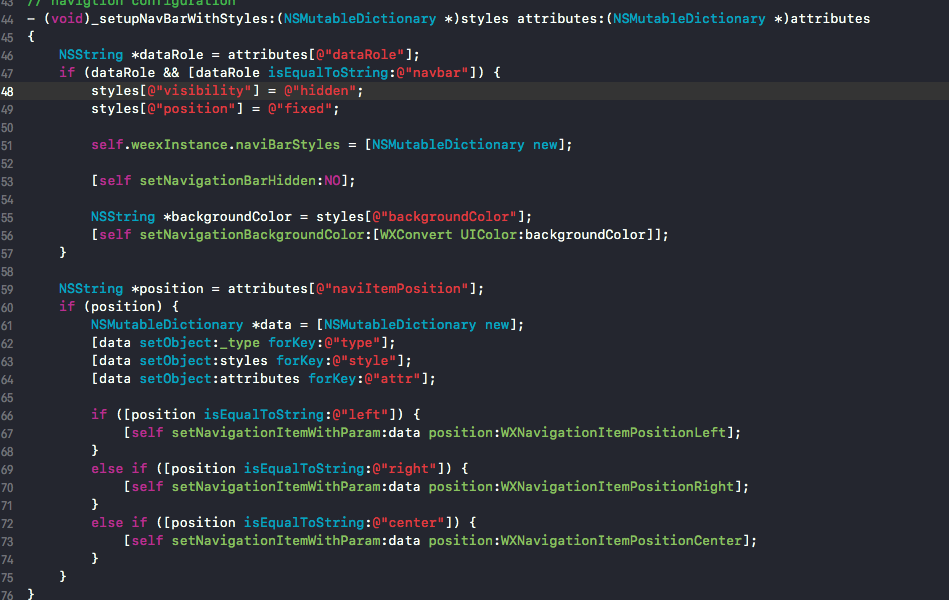 43 // navigtion configuration
44 - (void)_setupNavBarWithStyles:(NSMutableDictionary *)styles attributes:(NSMutableDictionary *)attributes
45 {
46     NSString *dataRole = attributes[@"dataRole"];
47     if (dataRole && [dataRole isEqualToString:@"navbar"]) {
48         styles[@"visibility"] = @"hidden";
49         styles[@"position"] = @"fixed";
50
51         self.weexInstance.naviBarStyles = [NSMutableDictionary new];
52
53         [self setNavigationBarHidden:NO];
54
55         NSString *backgroundColor = styles[@"backgroundColor"];
56         [self setNavigationBackgroundColor:[WXConvert UIColor:backgroundColor]];
57     }
58
59     NSString *position = attributes[@"naviItemPosition"];
60     if (position) {
61         NSMutableDictionary *data = [NSMutableDictionary new];
62         [data setObject:_type forKey:@"type"];
63         [data setObject:styles forKey:@"style"];
64         [data setObject:attributes forKey:@"attr"];
65
66         if ([position isEqualToString:@"left"]) {
67             [self setNavigationItemWithParam:data position:WXNavigationItemPositionLeft];
68         }
69         else if ([position isEqualToString:@"right"]) {
70             [self setNavigationItemWithParam:data position:WXNavigationItemPositionRight];
71         }
72         else if ([position isEqualToString:@"center"]) {
73             [self setNavigationItemWithParam:data position:WXNavigationItemPositionCenter];
74         }
75     }
76 }